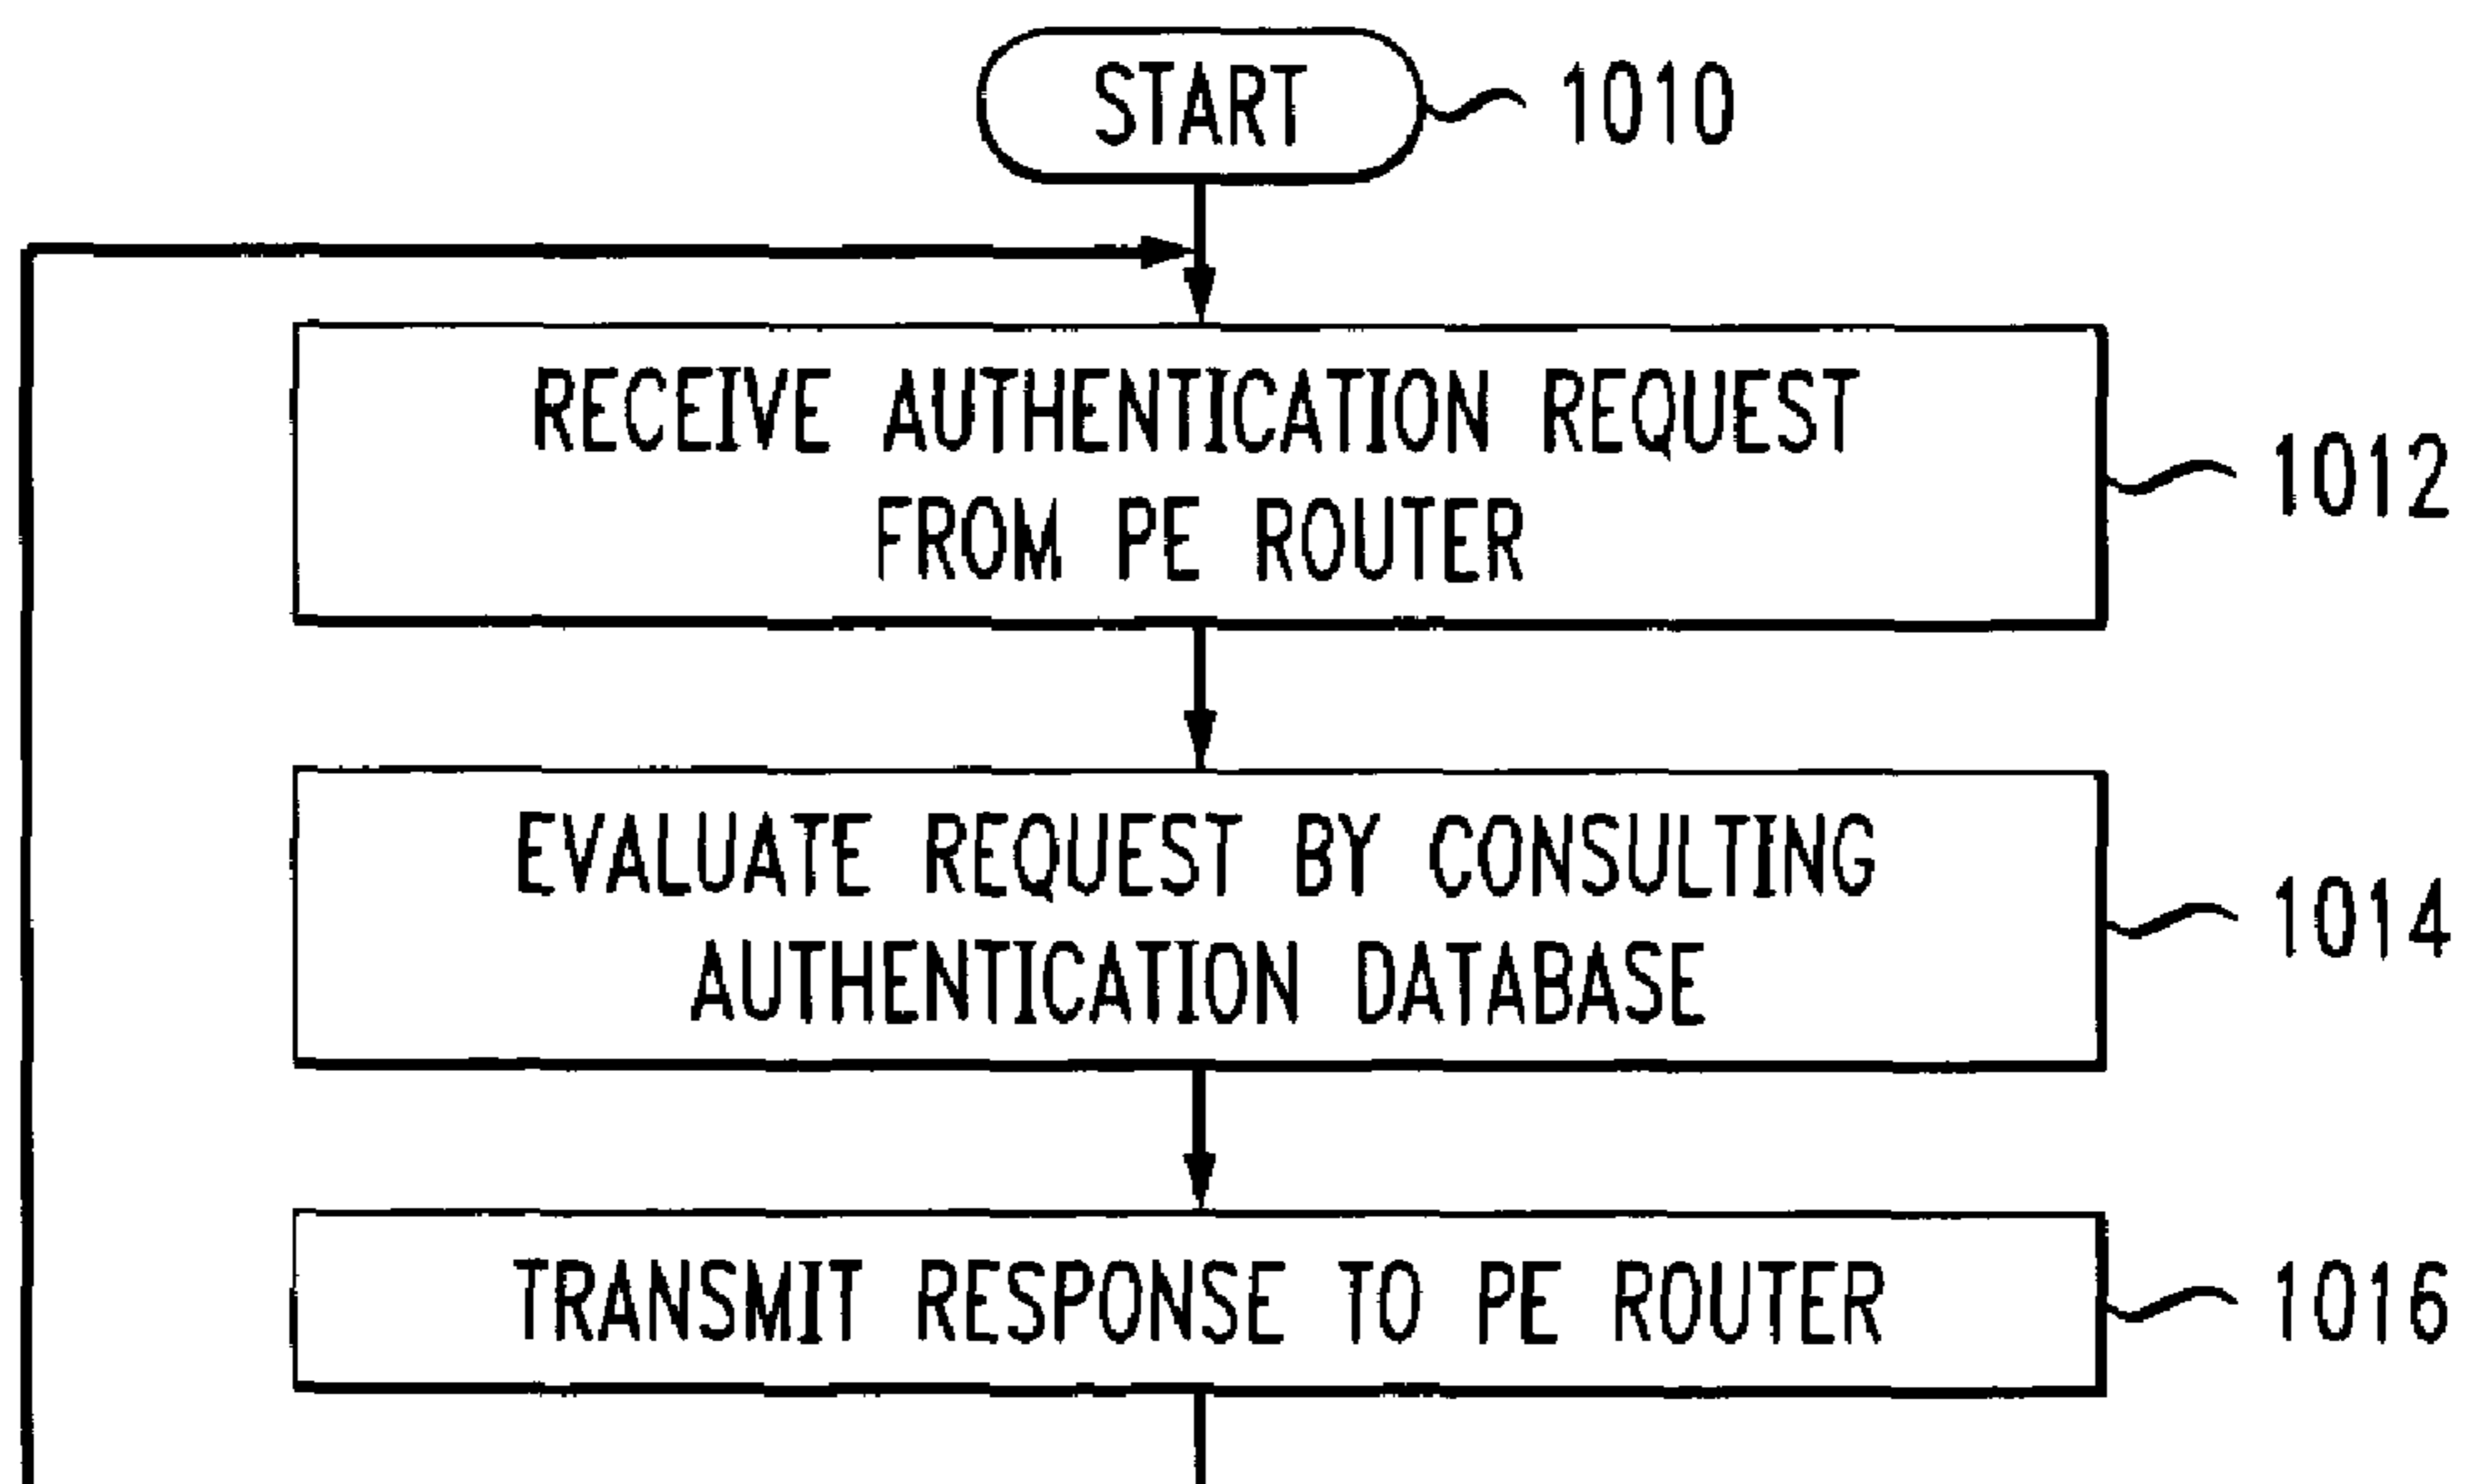 START 1010
RECEIVE AUTHENTICATION REQUEST
FROM PE ROUTER
1012
EVALUATE REQUEST BY CONSULTING
AUTHENTICATION DATABASE
1014
TRANSMIT RESPONSE TO PE ROUTER 1016